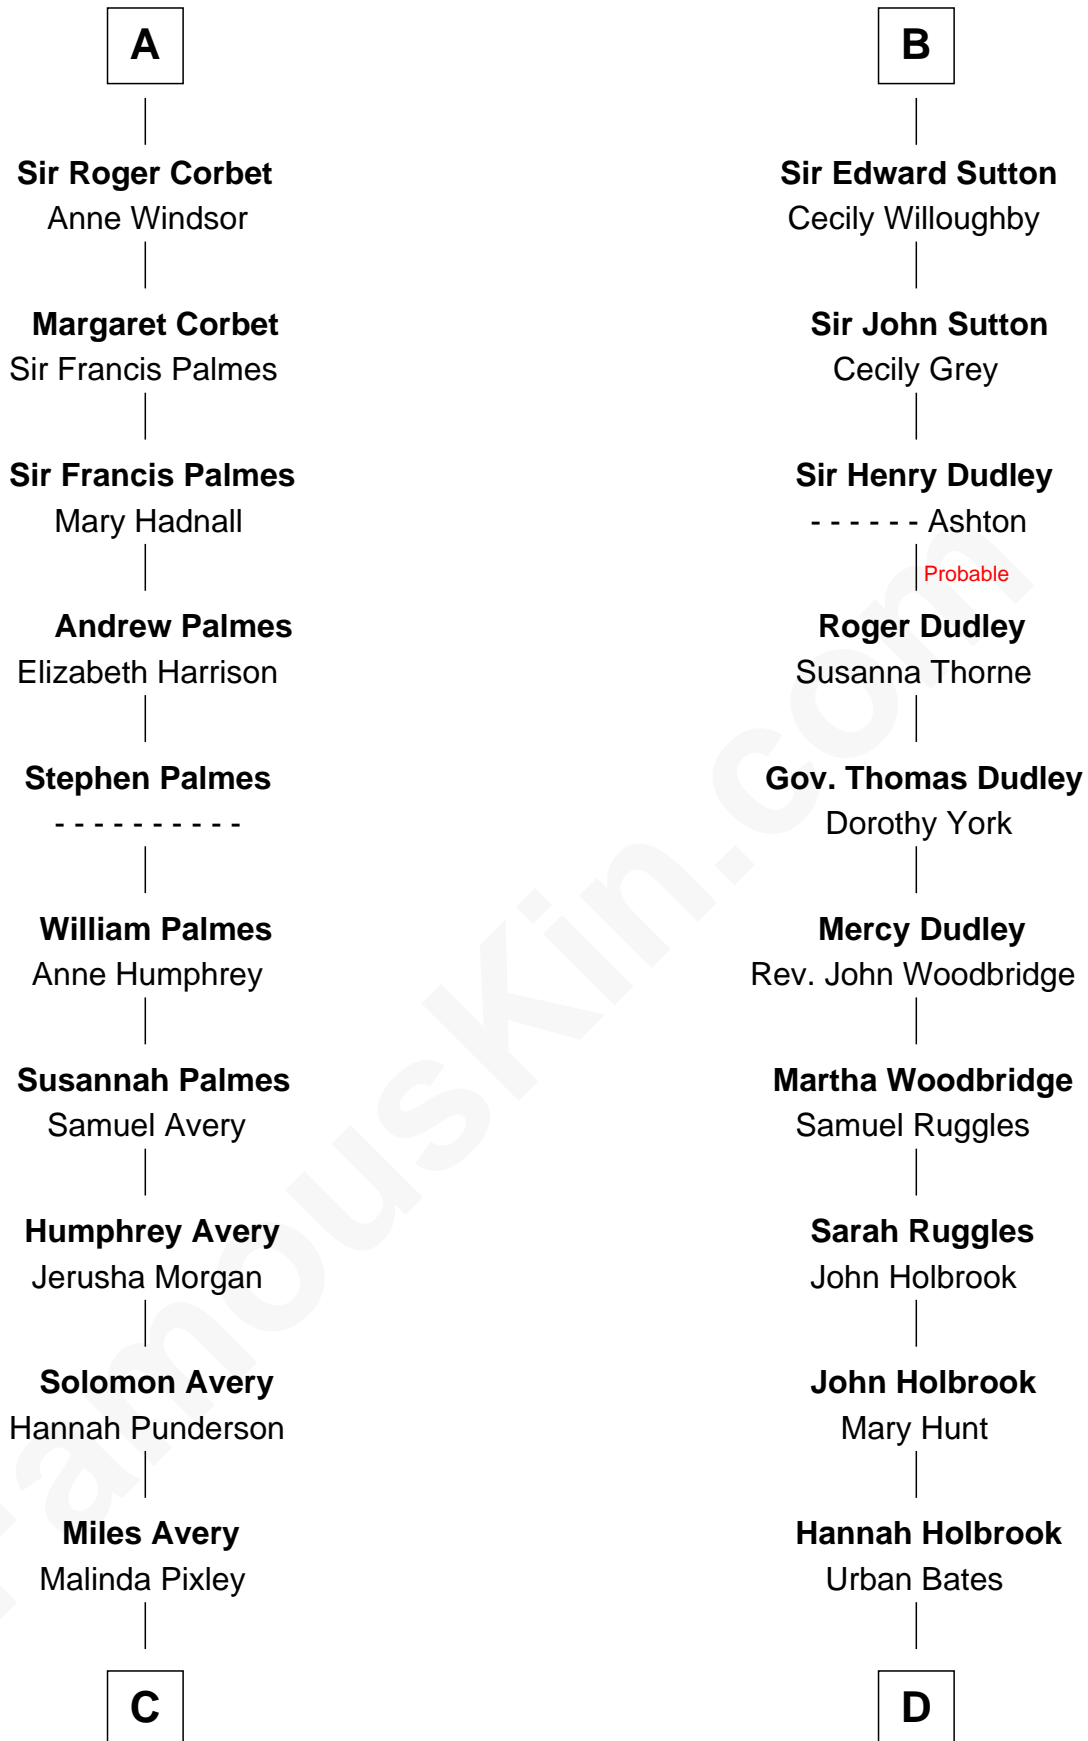 A
Sir Roger Corbet
Anne Windsor
Margaret Corbet
Sir Francis Palmes
Sir Francis Palmes
Mary Hadnall
Andrew Palmes
Elizabeth Harrison
Stephen Palmes
- - - - - - - - - -
William Palmes
Anne Humphrey
Susannah Palmes
Samuel Avery
Humphrey Avery
Jerusha Morgan
Solomon Avery
Hannah Punderson
Miles Avery
Malinda Pixley
C
B
Sir Edward Sutton
Cecily Willoughby
Sir John Sutton
Cecily Grey
Sir Henry Dudley
- - - - - - Ashton
Probable
Roger Dudley
Susanna Thorne
Gov. Thomas Dudley
Dorothy York
Mercy Dudley
Rev. John Woodbridge
Martha Woodbridge
Samuel Ruggles
Sarah Ruggles
John Holbrook
John Holbrook
Mary Hunt
Hannah Holbrook
Urban Bates
D
FamousKin.com